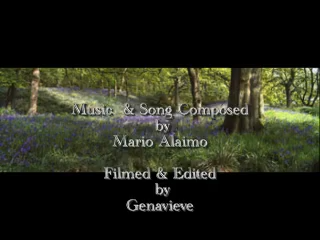 Music & Song Composed
by
Mario Alaimo
Filmed & Edited
by
Genavieve